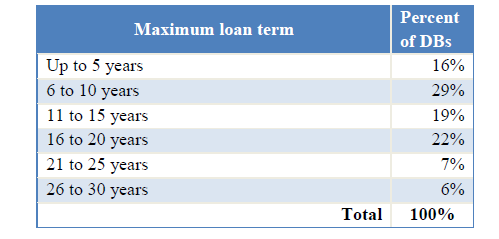 Maximum loan term Percent of DBs
Up to 5 years 16%
6 to 10 years 29%
11 to 15 years 19%
16 to 20 years 22%
21 to 25 years 7%
26 to 30 years 6%
Total 100%